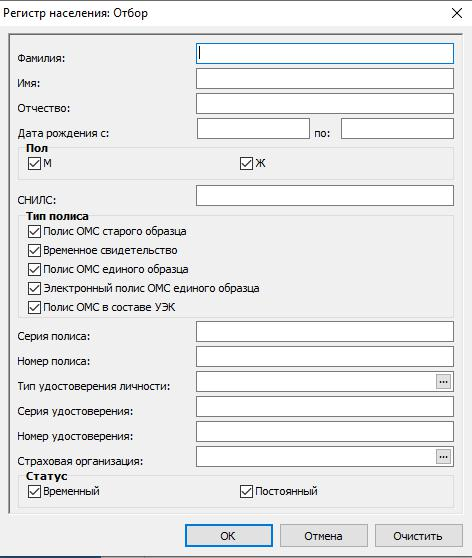 Регистр населения: Отбор
Фамилия:
Имя:
Отчество:
Дата рождения с: по:
Пол
М Ж
СНИЛС:
Тип полиса
Полис ОМС старого образца
Временное свидетельство
Полис ОМС единого образца
Электронный полис ОМС единого образца
Полис ОМС в составе УЭК
Серия полиса:
Номер полиса:
Тип удостоверения личности: ...
Серия удостоверения:
Номер удостоверения:
Страховая организация: ...
Статус
Временный Постоянный
ОК Отмена Очистить